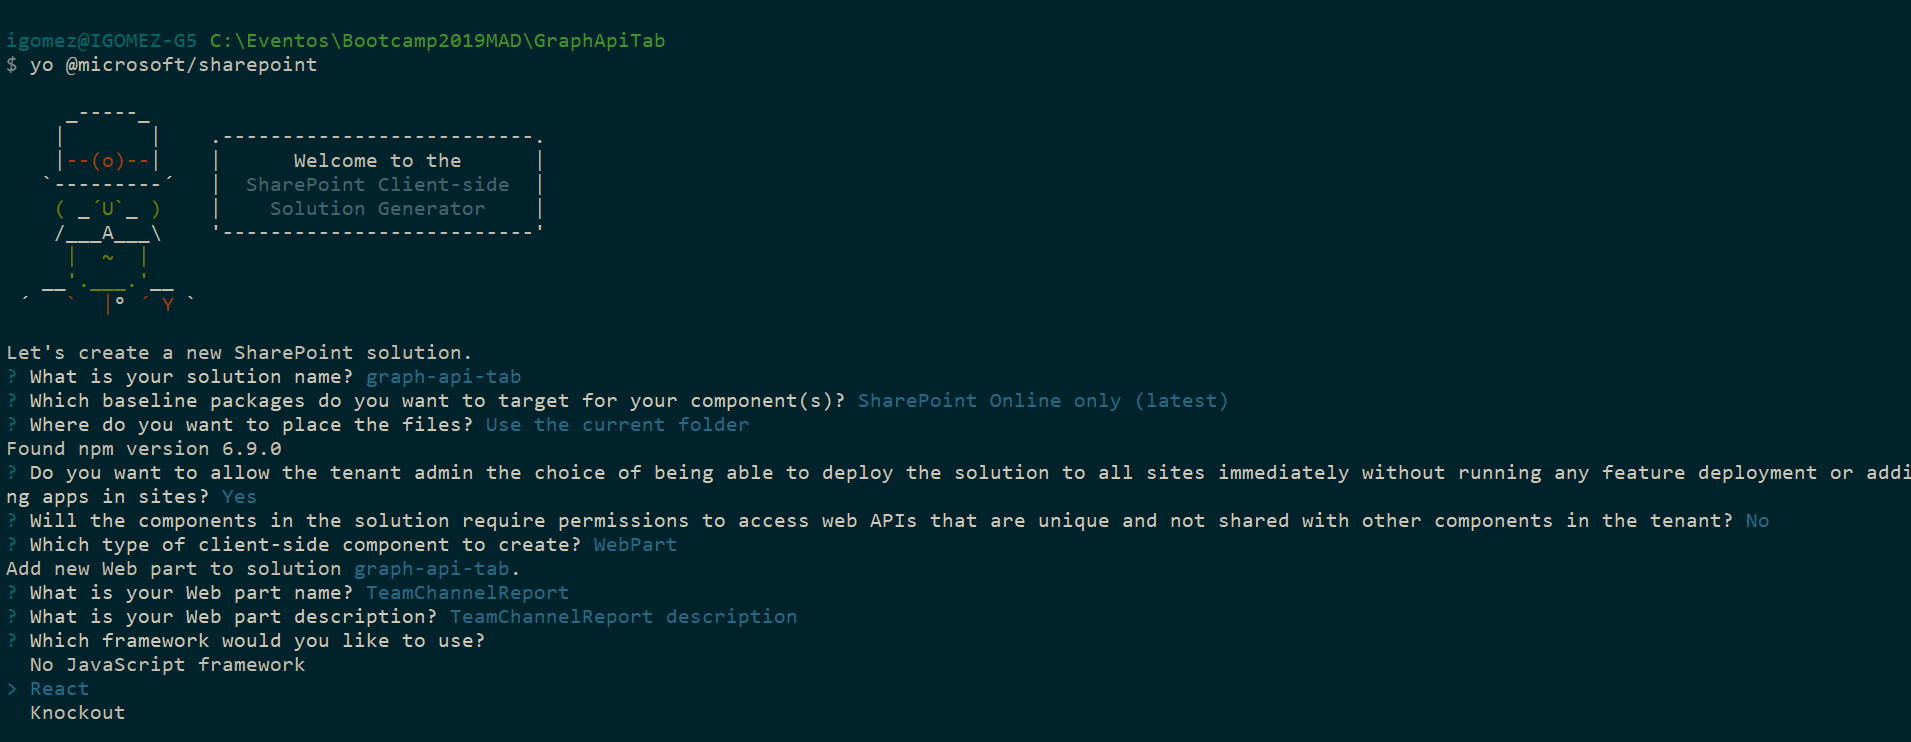 igomez@IGOMEZ-G5 C:\Eventos\Bootcamp2019MAD\GraphApiTab
$ yo @microsoft/sharepoint
     _-----_
    |       |    .--------------------------.
    |--(o)--|    |      Welcome to the      |
   `---------´   |  SharePoint Client-side  |
    ( _´U`_ )    |    Solution Generator    |
    /___A___\    '--------------------------'
     |  ~  |
   __'.___.'__
 ´   `  |° ´ Y `
Let's create a new SharePoint solution.
? What is your solution name? graph-api-tab
? Which baseline packages do you want to target for your component(s)? SharePoint Online only (latest)
? Where do you want to place the files? Use the current folder
Found npm version 6.9.0
? Do you want to allow the tenant admin the choice of being able to deploy the solution to all sites immediately without running any feature deployment or addi
ng apps in sites? Yes
? Will the components in the solution require permissions to access web APIs that are unique and not shared with other components in the tenant? No
? Which type of client-side component to create? WebPart
Add new Web part to solution graph-api-tab.
? What is your Web part name? TeamChannelReport
? What is your Web part description? TeamChannelReport description
? Which framework would you like to use?
  No JavaScript framework
> React
  Knockout